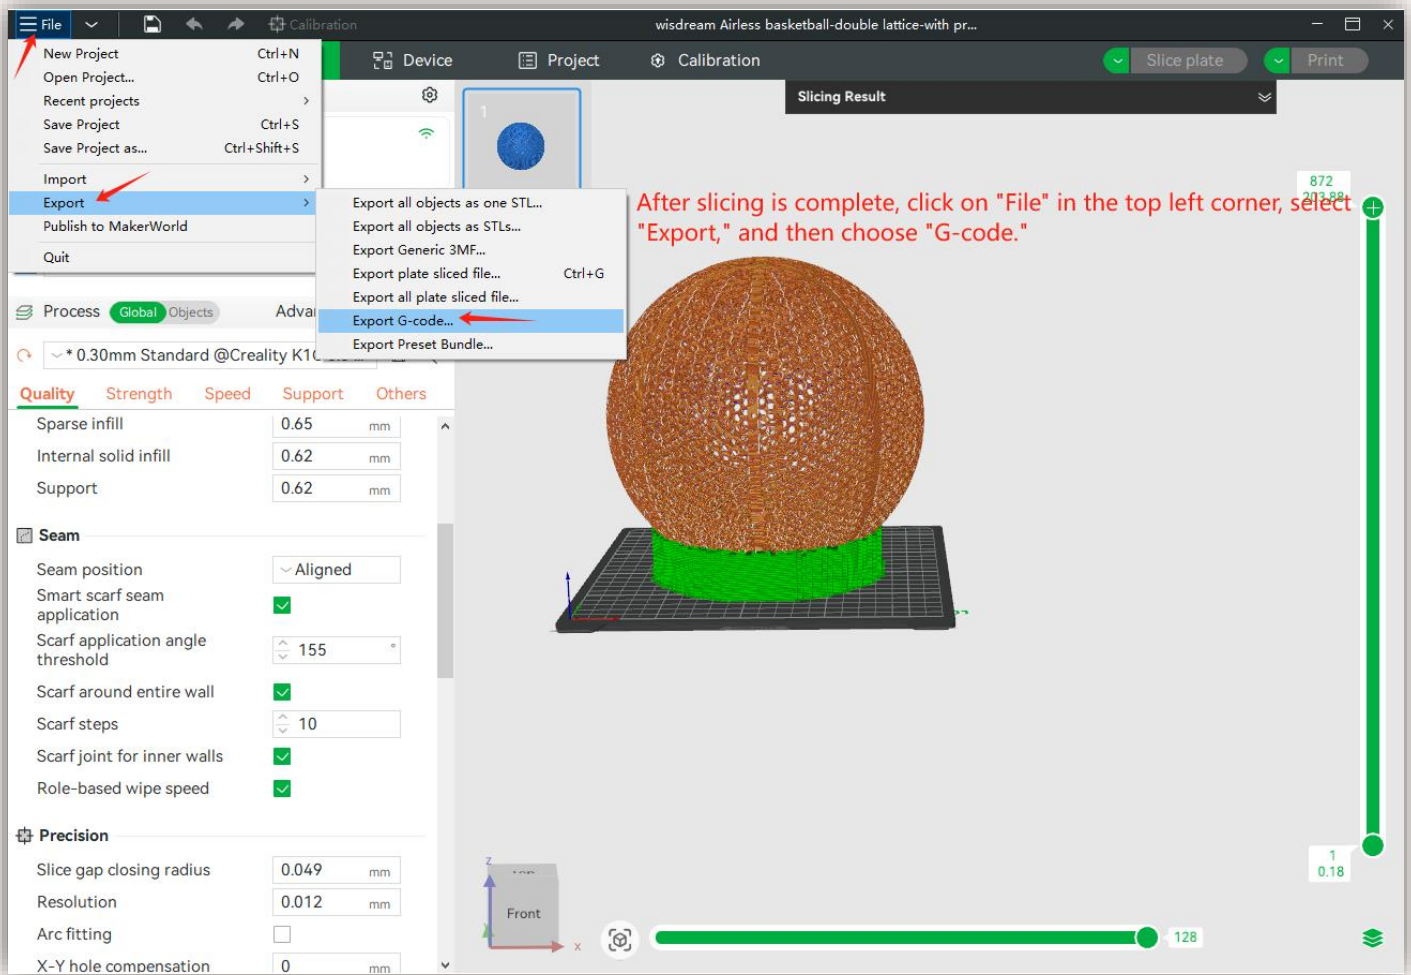 File
Calibration
wisdream Airless basketball-double lattice-with pr...
New Project Ctrl+N
Open Project... Ctrl+O
Recent projects
Save Project Ctrl+S
Save Project as... Ctrl+Shift+S
Import
Export
Publish to MakerWorld
Quit
Device
Project
Calibration
Slice plate
Print
1
Slicing Result
Export all objects as one STL...
Export all objects as STLs...
Export Generic 3MF...
Export plate sliced file... Ctrl+G
Export all plate sliced file...
Export G-code...
Export Preset Bundle...
After slicing is complete, click on "File" in the top left corner, select
"Export," and then choose "G-code."
872
203.88
Process Global Objects
* 0.30mm Standard @Creality
Quality Strength Speed Support Others
Sparse infill 0.65 mm
Internal solid infill 0.62 mm
Support 0.62 mm
Seam
Seam position Aligned
Smart scarf seam
application
Scarf application angle
threshold 155 °
Scarf around entire wall
Scarf steps 10
Scarf joint for inner walls
Role-based wipe speed
Precision
Slice gap closing radius 0.049 mm
Resolution 0.012 mm
Arc fitting
X-Y hole compensation 0 mm
z
Front
x
128
1
0.18